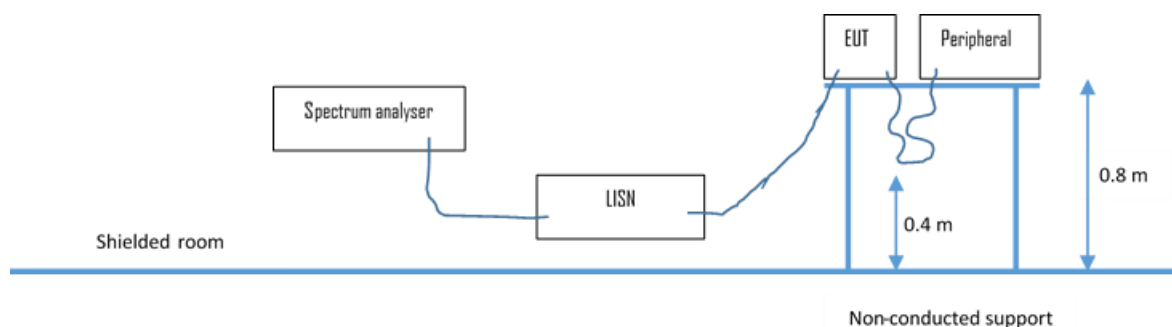 EUT
Peripheral
Spectrum analyser
LISN
0.8 m
0.4 m
Shielded room
Non-conducted support